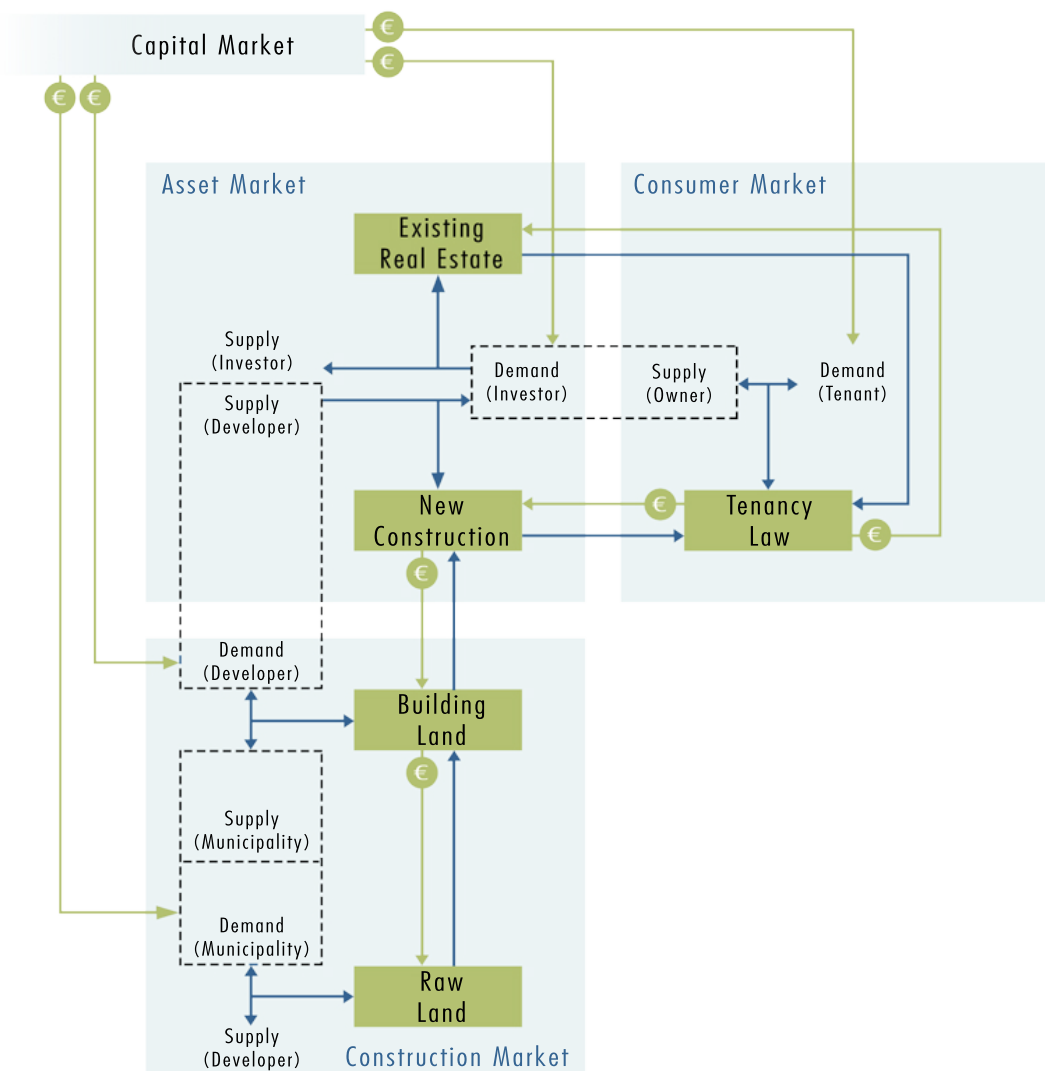 €
Capital Market
€
€
€
Asset Market
Consumer Market
Existing
Real Estate
Supply
(Investor)
Demand
(Investor)
Supply
(Owner)
Demand
(Tenant)
Supply
(Developer)
New
Construction
€
Tenancy
Law
€
€
Demand
(Developer)
Building
Land
€
Supply
(Municipality)
Demand
(Municipality)
Raw
Land
Supply
(Developer)
Construction Market